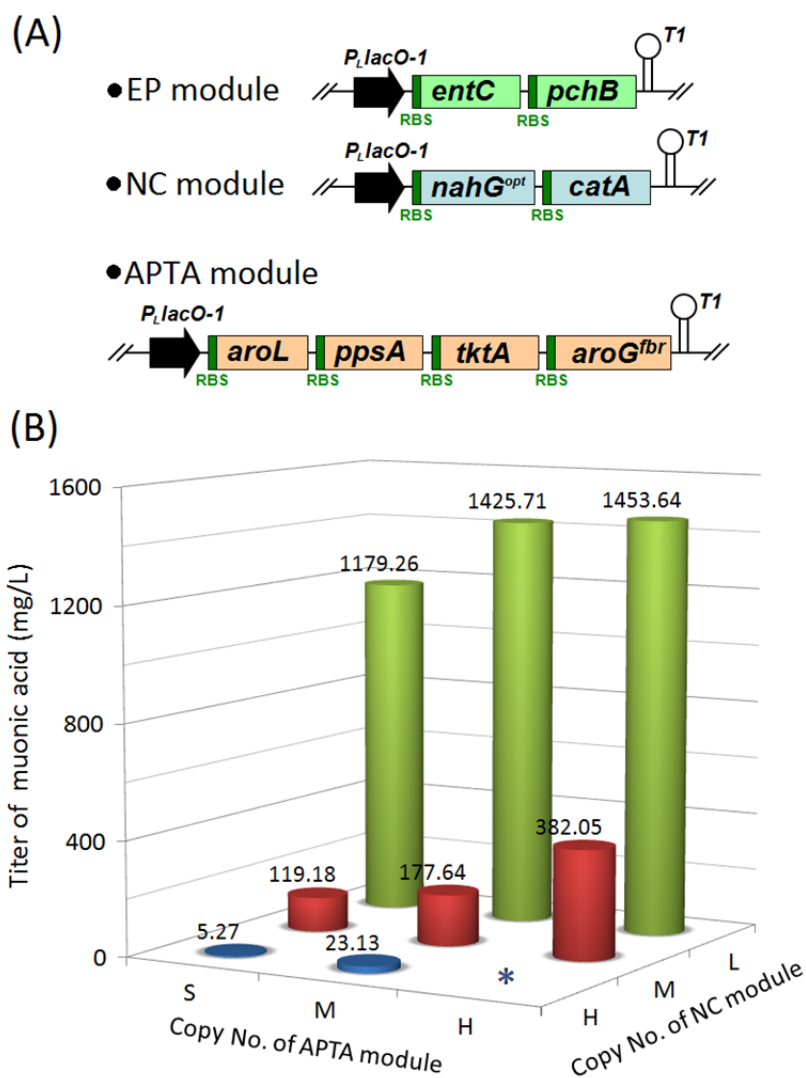 (A)
P_L lacO-1
T1
● EP module
entC
pchB
RBS
RBS
P_L lacO-1
T1
● NC module
nahG^opt
catA
RBS
RBS
● APTA module
P_L lacO-1
T1
aroL
ppsA
tktA
aroG^fbr
RBS
RBS
RBS
RBS
(B)
1600
1200
800
400
0
Titer of muonic acid (mg/L)
1179.26
1425.71
1453.64
119.18
177.64
382.05
5.27
23.13
*
S
M
H
Copy No. of APTA module
H
M
L
Copy No. of NC module